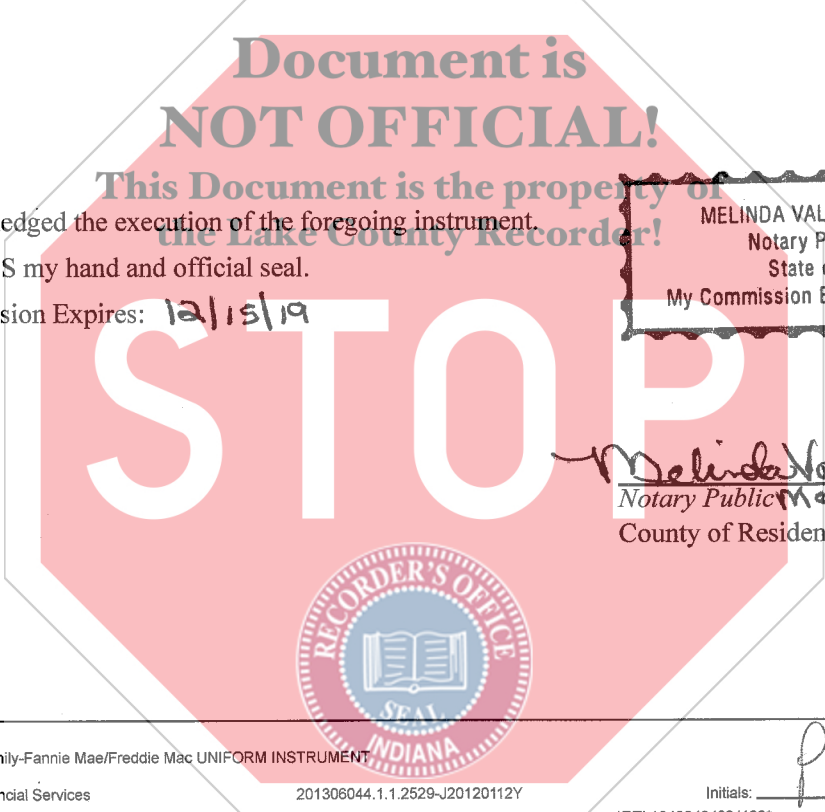 Document is
NOT OFFICIAL!
This Document is the property of
the Lake County Recorder!
edged the execution of the foregoing instrument.
S my hand and official seal.
sion Expires: 12/15/19
MELINDA VAL
Notary P
State
My Commission E
STOP
Melinda Va
Notary Public
County of Residen
RECORDER'S OFFICE
SEAL
INDIANA
nily-Fannie Mae/Freddie Mac UNIFORM INSTRUMENT
ncial Services
201306044.1.1.2529-J20120112Y
Initials: